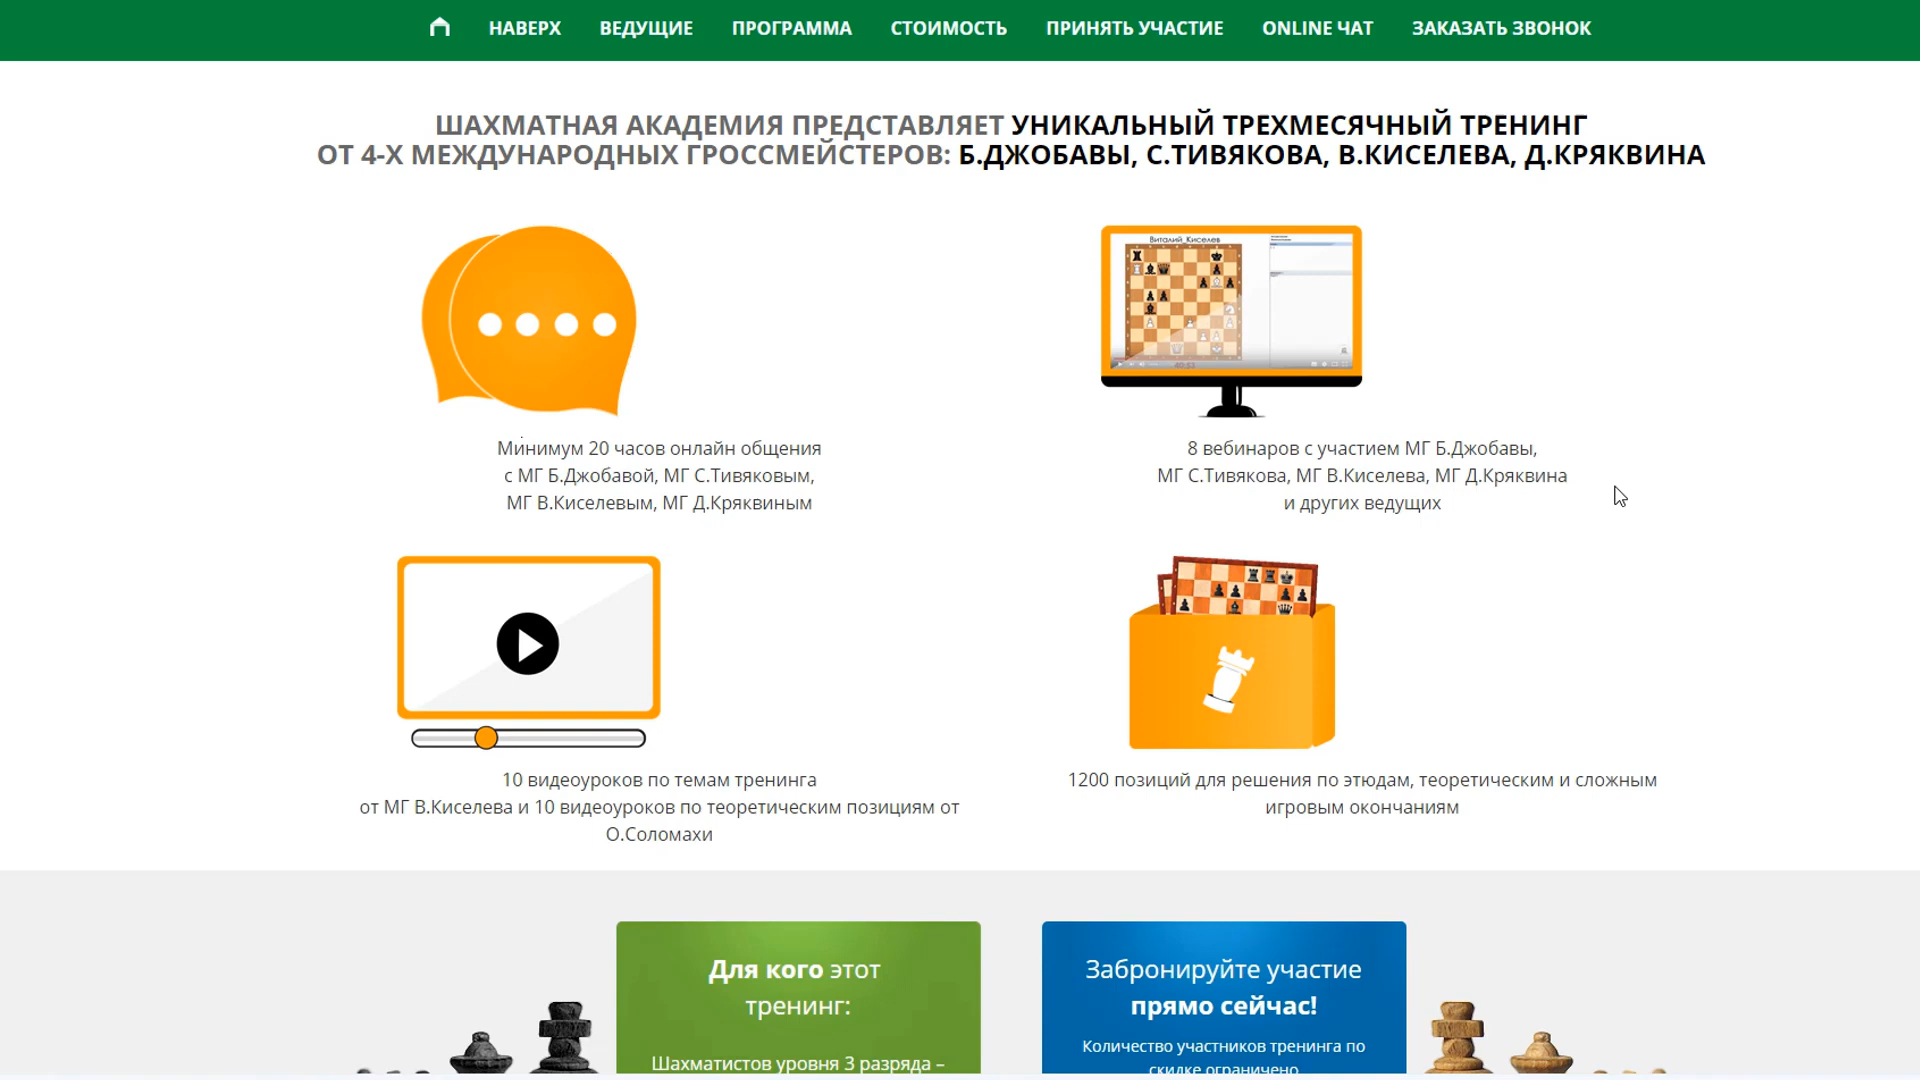 НАВЕРХ ВЕДУЩИЕ ПРОГРАММА СТОИМОСТЬ ПРИНЯТЬ УЧАСТИЕ ONLINE ЧАТ ЗАКАЗАТЬ ЗВОНОК
ШАХМАТНАЯ АКАДЕМИЯ ПРЕДСТАВЛЯЕТ УНИКАЛЬНЫЙ ТРЕХМЕСЯЧНЫЙ ТРЕНИНГ
ОТ 4-Х МЕЖДУНАРОДНЫХ ГРОССМЕЙСТЕРОВ: Б.ДЖОБАВЫ, С.ТИВЯКОВА, В.КИСЕЛЕВА, Д.КРЯКВИНА
Виталий_Киселев
Минимум 20 часов онлайн общения
с МГ Б.Джобавой, МГ С.Тивяковым,
МГ В.Киселевым, МГ Д.Кряквиным
8 вебинаров с участием МГ Б.Джобавы,
МГ С.Тивякова, МГ В.Киселева, МГ Д.Кряквина
и других ведущих
10 видеоуроков по темам тренинга
от МГ В.Киселева и 10 видеоуроков по теоретическим позициям от
О.Соломахи
1200 позиций для решения по этюдам, теоретическим и сложным
игровым окончаниям
Для кого этот
тренинг:
Шахматистов уровня 3 разряда –
Забронируйте участие
прямо сейчас!
Количество участников тренинга по
скидке ограничено